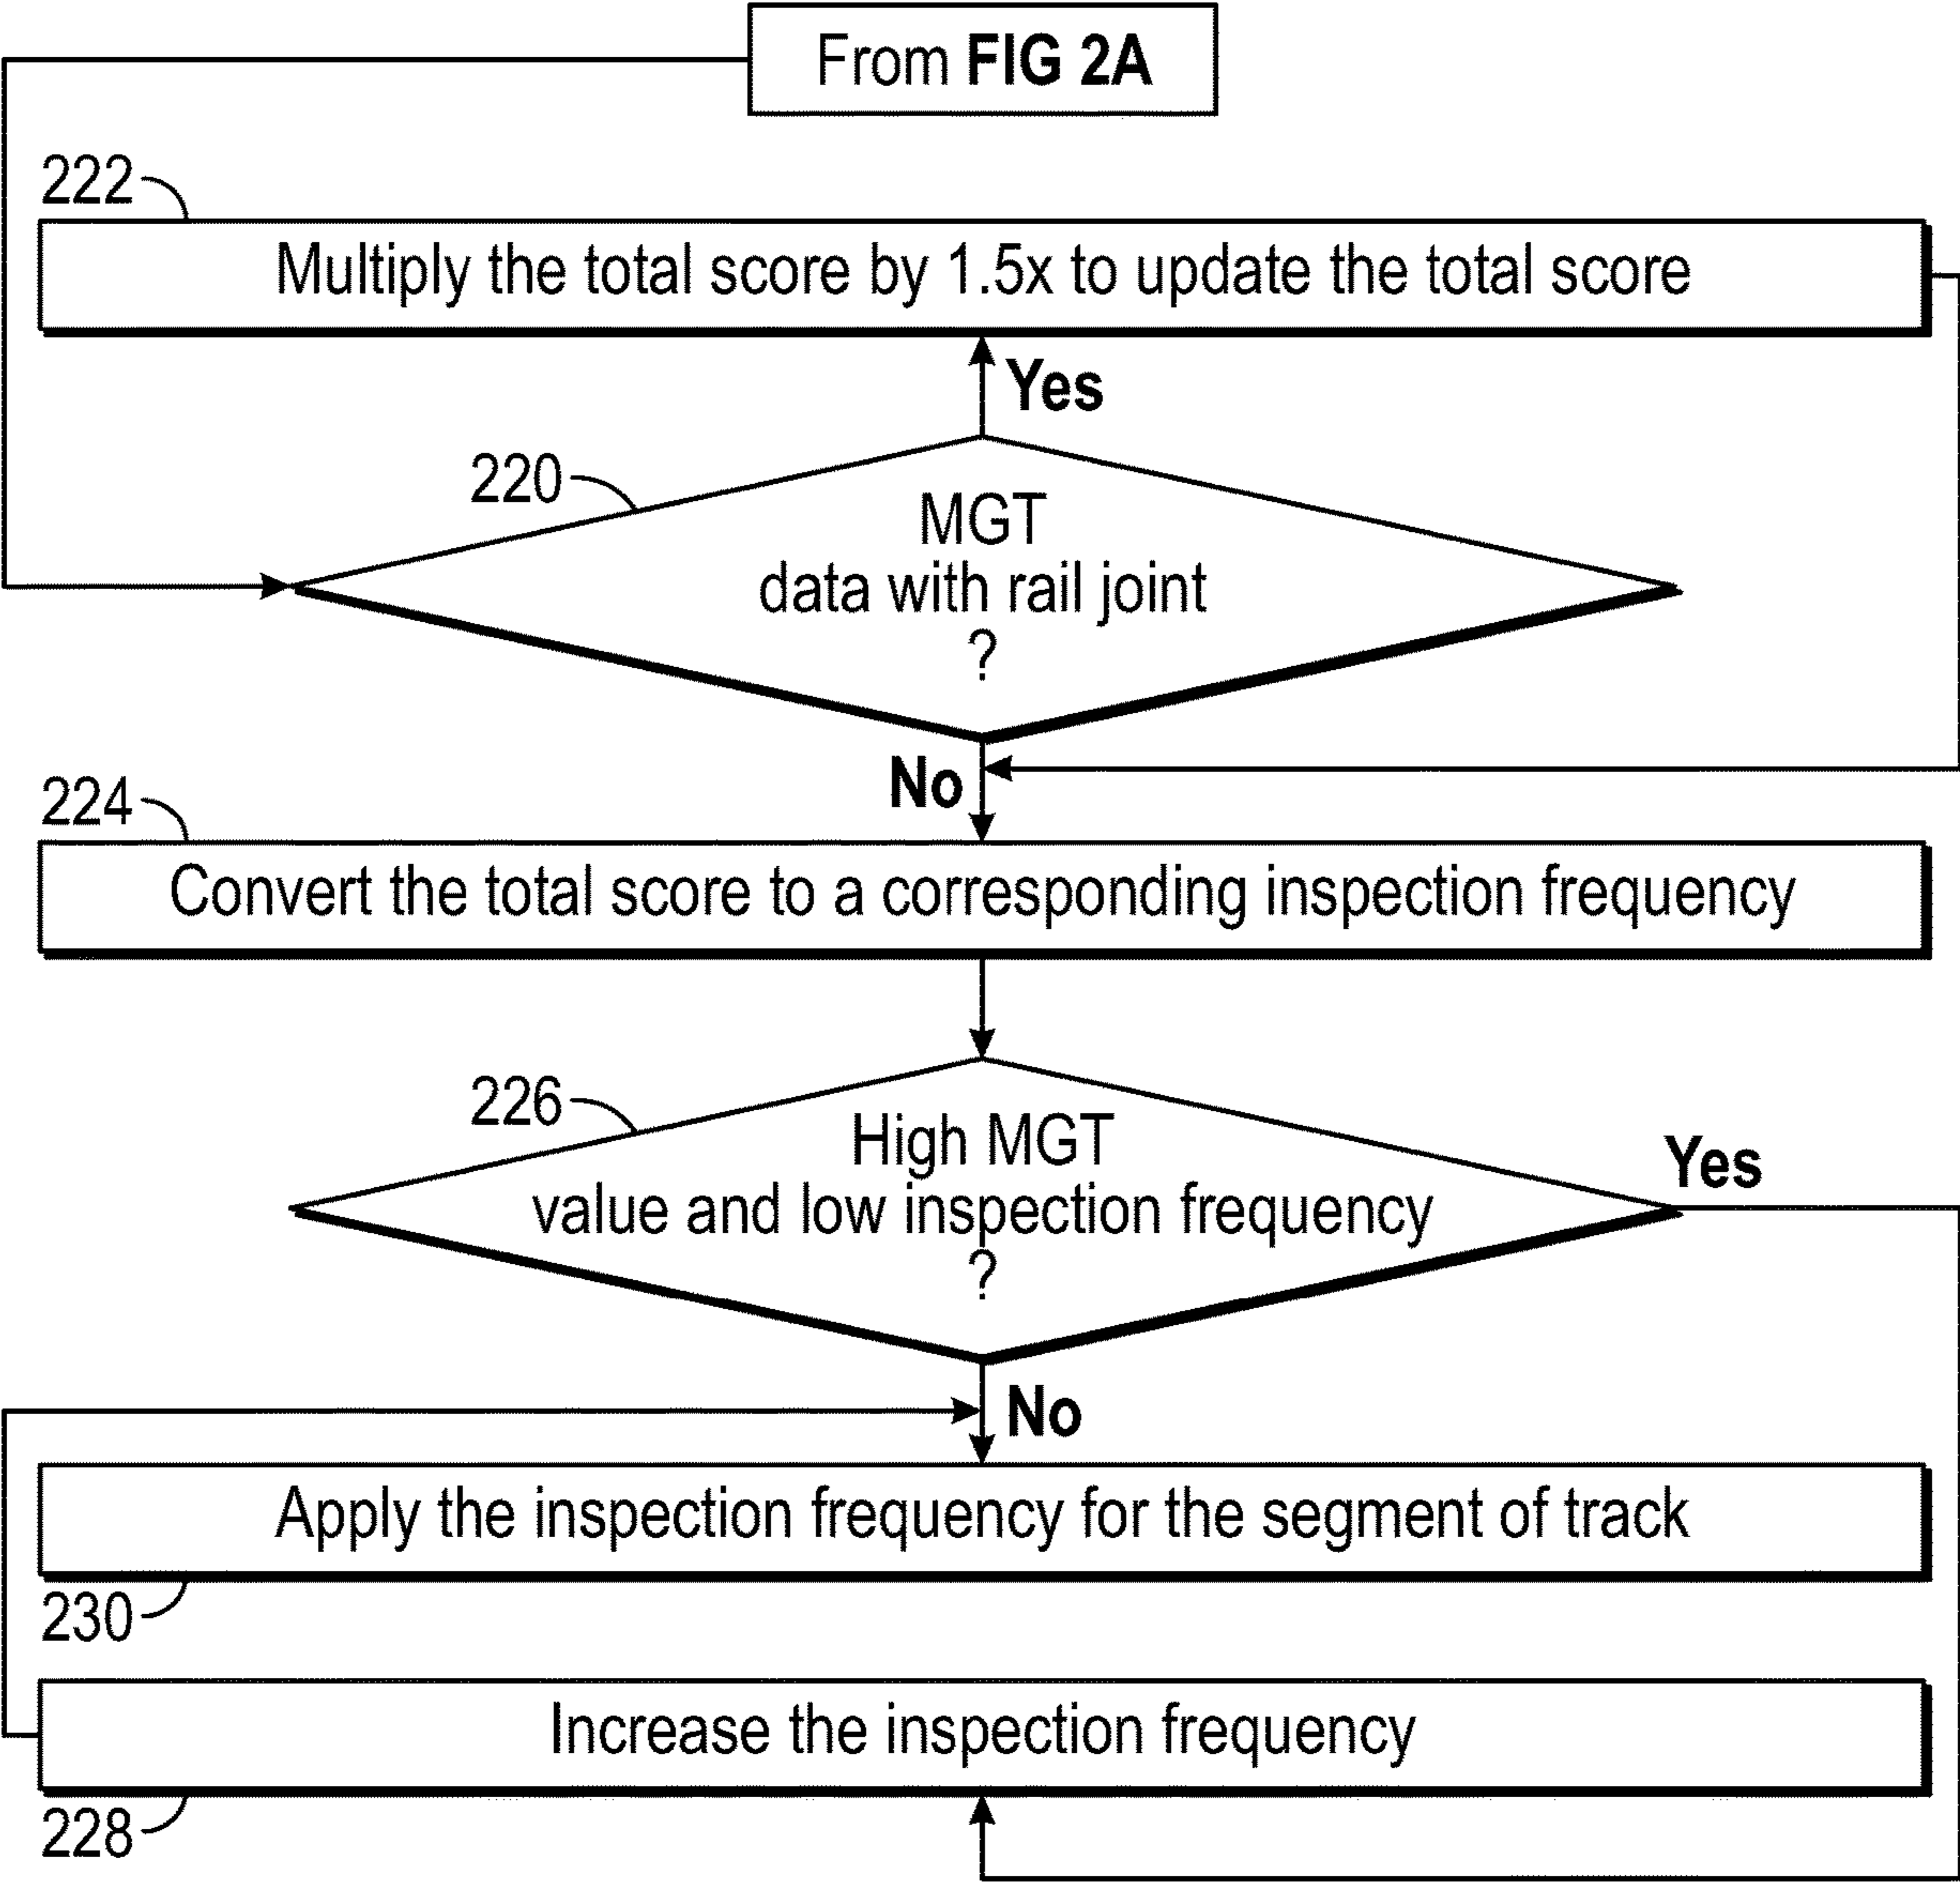 From FIG 2A
222
Multiply the total score by 1.5x to update the total score
Yes
220
MGT
data with rail joint
?
No
224
Convert the total score to a corresponding inspection frequency
226
High MGT
value and low inspection frequency
?
Yes
No
Apply the inspection frequency for the segment of track
230
Increase the inspection frequency
228